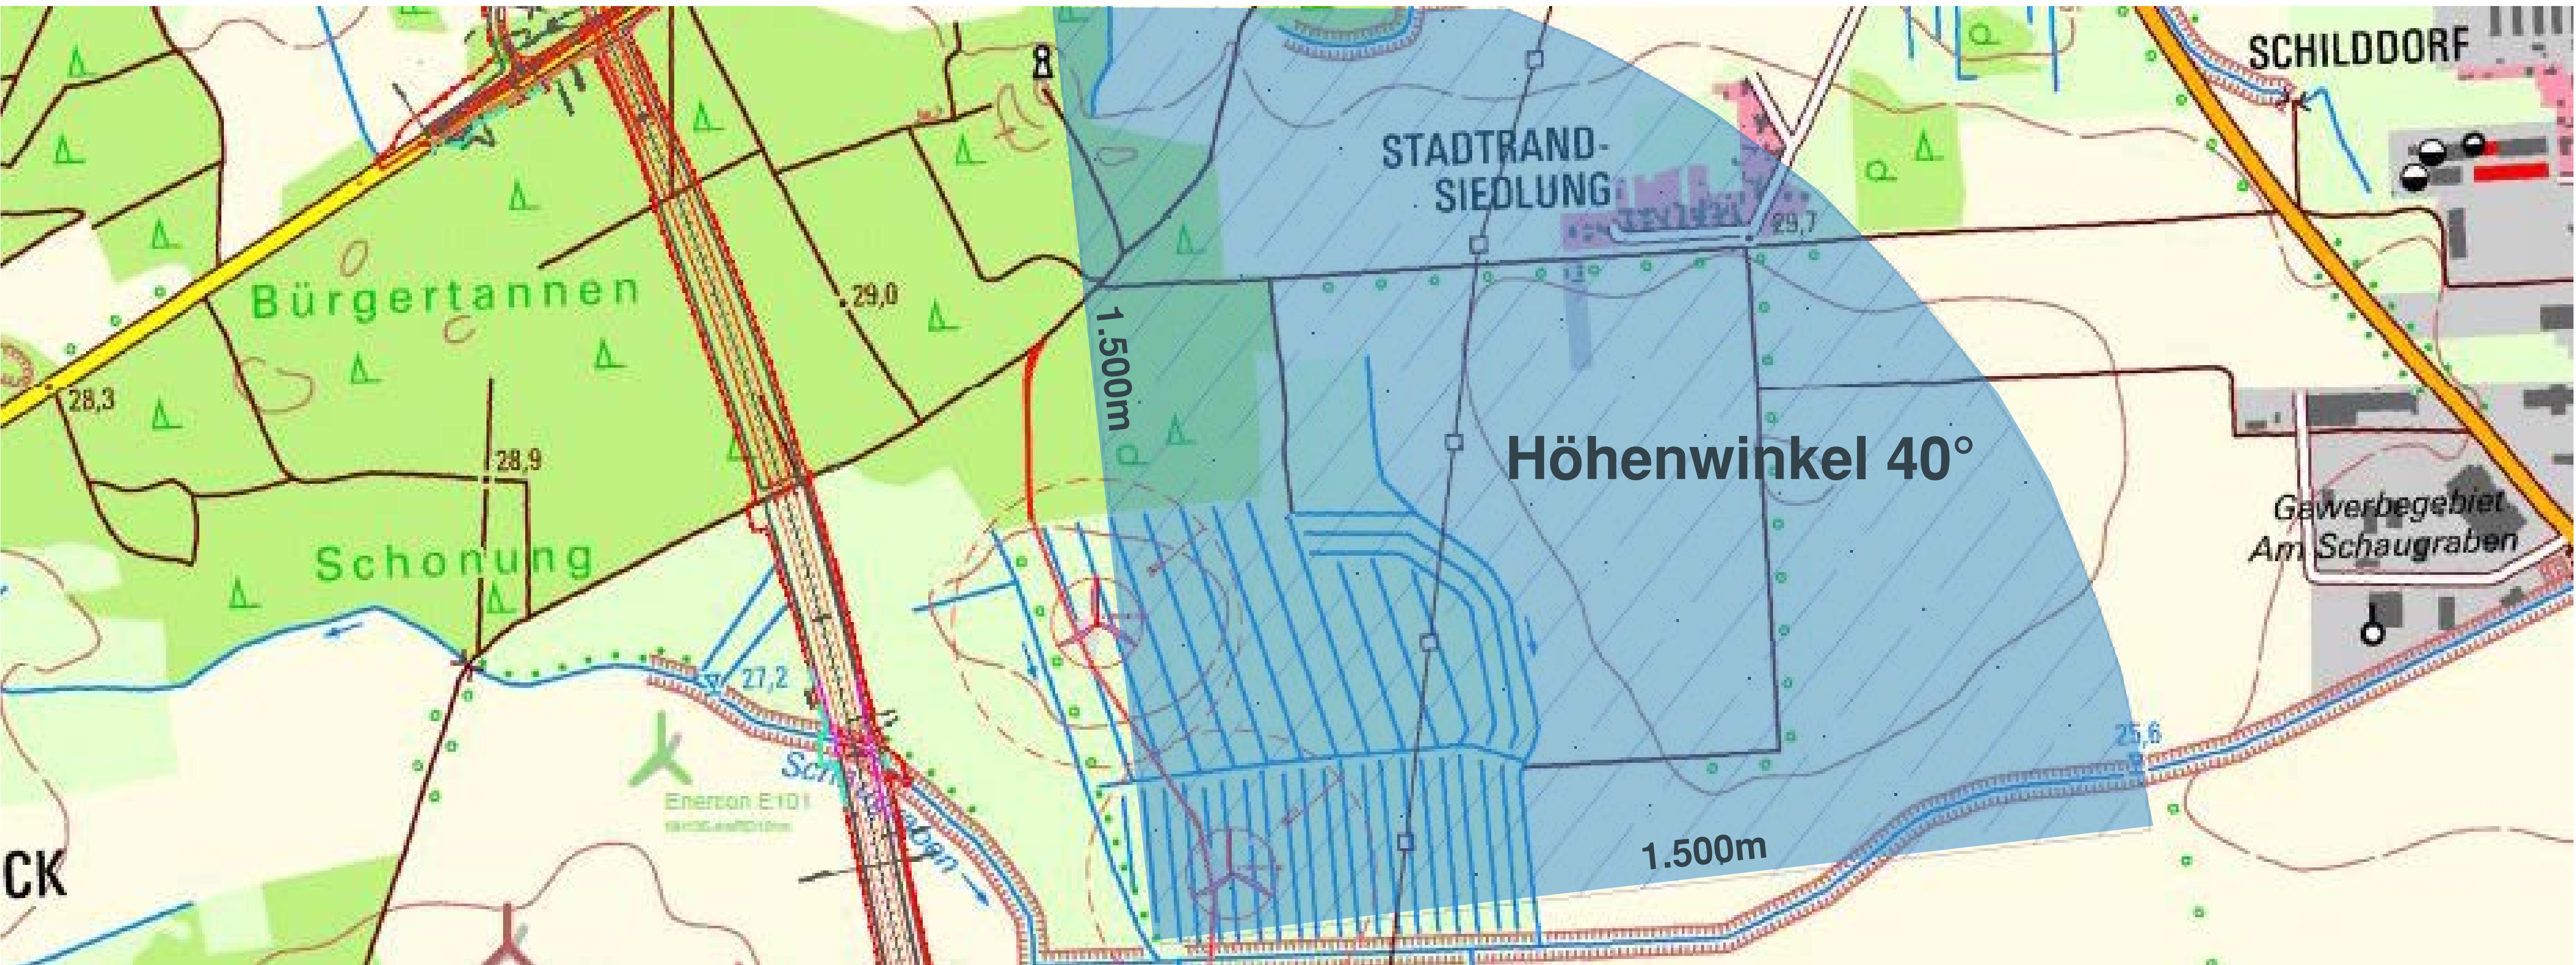 SCHILDDORF
STADTRAND-
SIEDLUNG
29,7
Bürgertannen
29,0
1.500m
28,3
28,9
Höhenwinkel 40°
Gewerbegebiet
Am Schaugraben
Schonung
27,2
25,6
Enercon E101
1.500m
CK